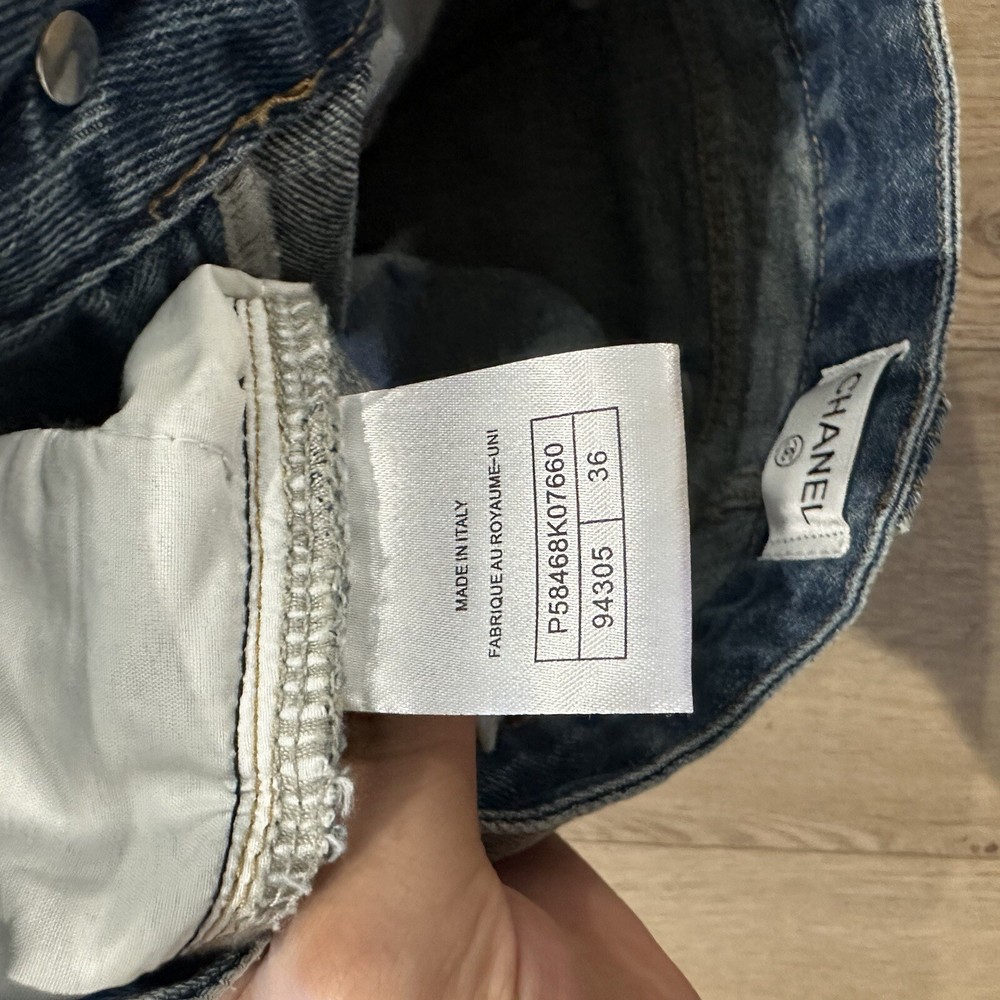 MADE IN ITALY
FABRIQUE AU ROYAUME-UNI
P58468K07660
94305 36
CHANEL